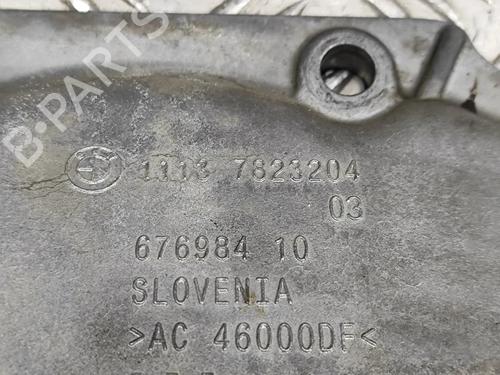 B-PARTS
1113 7823204
03
676984 10
SLOVENIA
>AC 46000DF<